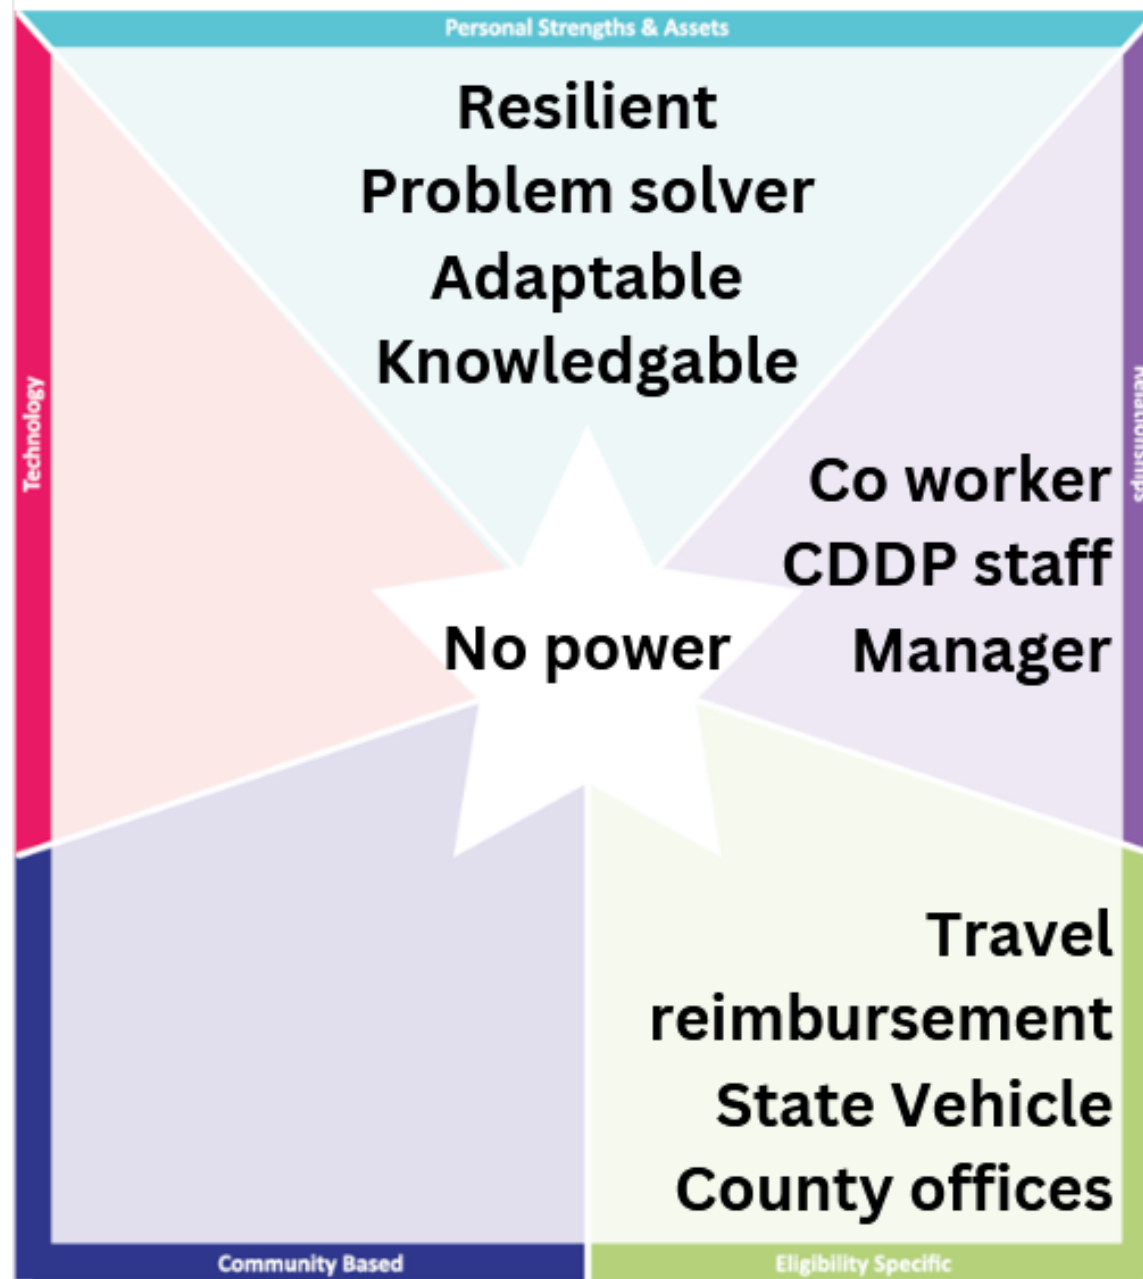 Personal Strengths & Assets
Resilient
Problem solver
Adaptable
Knowledgable
Technology
Relationships
Co worker
CDDP staff
Manager
No power
Travel
reimbursement
State Vehicle
County offices
Community Based
Eligibility Specific